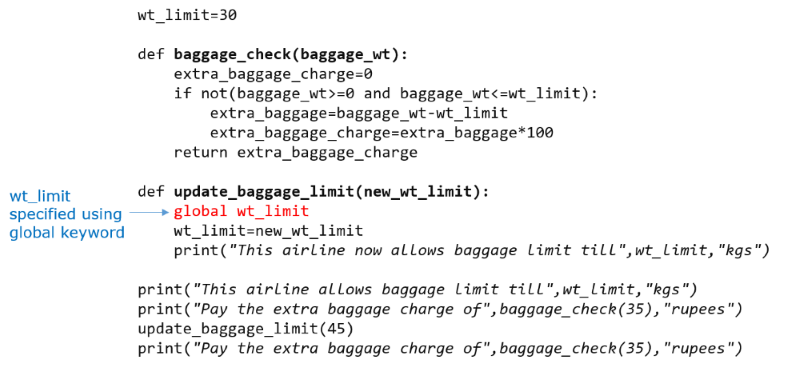 wt_limit=30
def baggage_check(baggage_wt):
extra_baggage_charge=0
if not(baggage_wt>=0 and baggage_wt<=wt_limit):
extra_baggage=baggage_wt-wt_limit
extra_baggage_charge=extra_baggage*100
return extra_baggage_charge
def update_baggage_limit(new_wt_limit):
wt_limit
specified using
global keyword
global wt_limit
wt_limit=new_wt_limit
print("This airline now allows baggage limit till",wt_limit,"kgs")
print("This airline allows baggage limit till",wt_limit,"kgs")
print("Pay the extra baggage charge of",baggage_check(35),"rupees")
update_baggage_limit(45)
print("Pay the extra baggage charge of",baggage_check(35),"rupees")